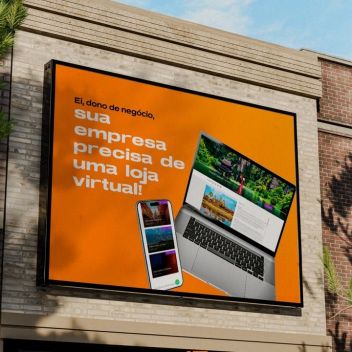 Ei, dono de negócio,
sua
empresa
precisa de
uma loja
virtual!